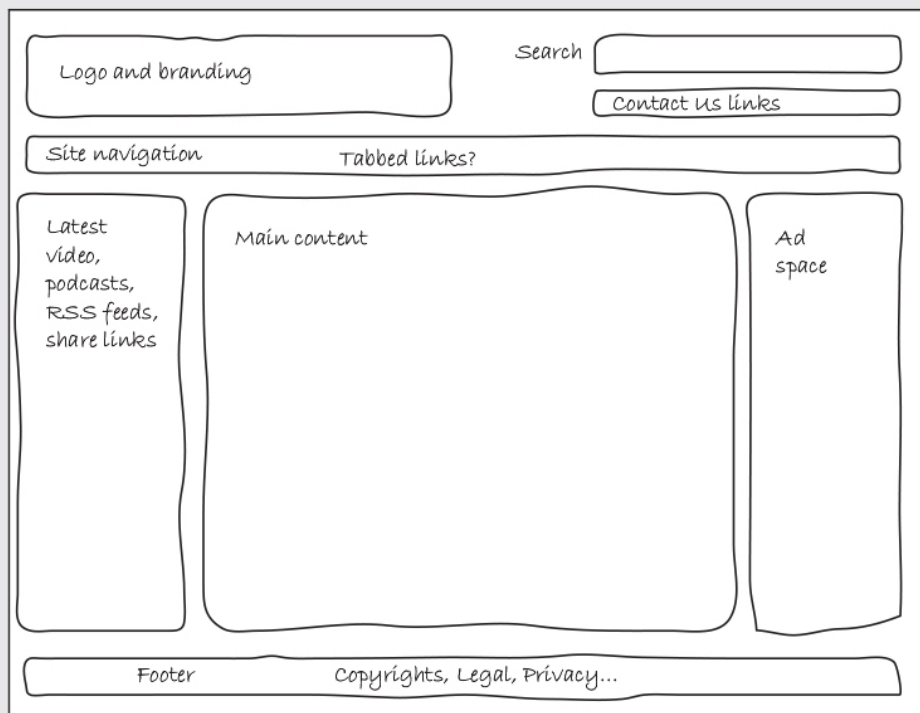 Logo and branding
Search
Contact Us links
Site navigation
Tabbed links?
Latest
video,
podcasts,
RSS feeds,
share links
Main content
Ad
space
Footer
Copyrights, Legal, Privacy...